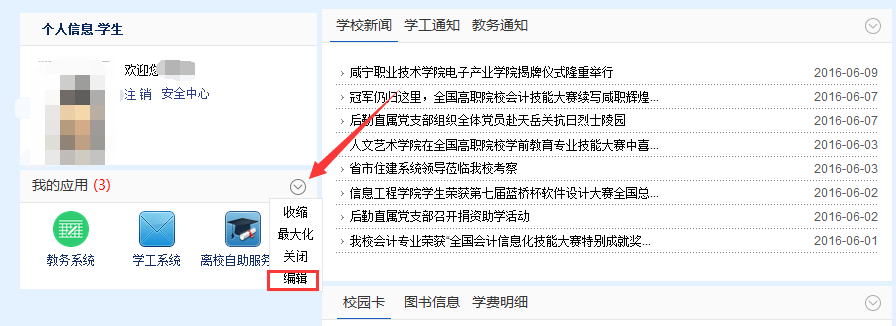 个人信息-学生
欢迎您
注 销 安全中心
我的应用 (3)
收缩
最大化
关闭
编辑
教务系统 学工系统 离校自助服务
学校新闻 学工通知 教务通知
咸宁职业技术学院电子产业学院揭牌仪式隆重举行 2016-06-09
冠军仍归这里，全国高职院校会计技能大赛续写咸职辉煌... 2016-06-07
后勤直属党支部组织全体党员赴天岳关抗日烈士陵园 2016-06-07
人文艺术学院在全国高职院校学前教育专业技能大赛中喜... 2016-06-03
省市住建系统领导莅临我校考察 2016-06-03
信息工程学院学生荣获第七届蓝桥杯软件设计大赛全国总... 2016-06-02
后勤直属党支部召开捐资助学活动 2016-06-02
我校会计专业荣获"全国会计信息化技能大赛特别成就奖... 2016-06-01
校园卡 图书信息 学费明细